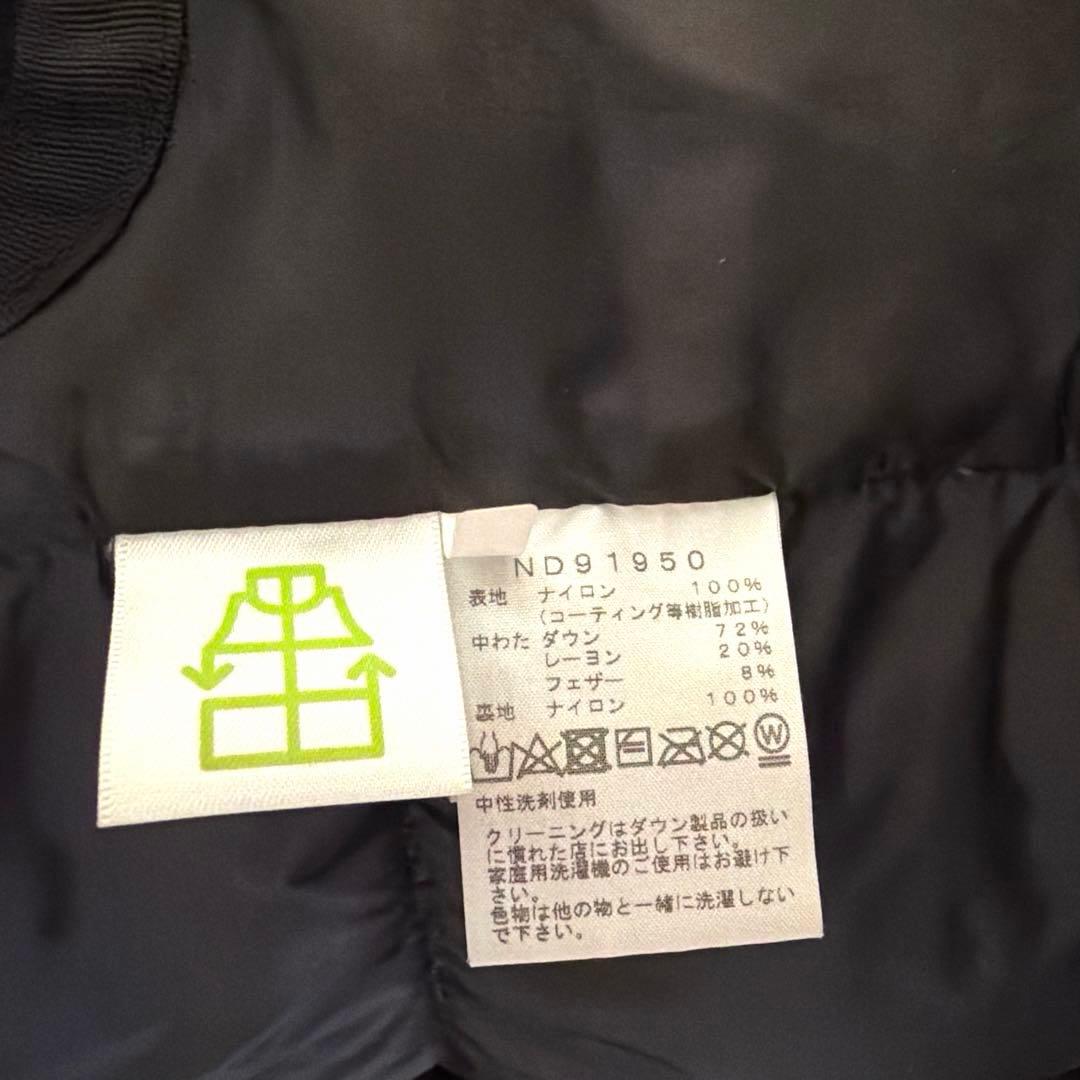 ND91950
表地 ナイロン 100%
(コーティング等樹脂加工)
中わた ダウン 72%
レーヨン 20%
フェザー 8%
裏地 ナイロン 100%
W
中性洗剤使用
クリーニングはダウン製品の扱い
に慣れた店にお出し下さい。
家庭用洗濯機のご使用はお避け下
さい。
色物は他の物と一緒に洗濯しない
で下さい。